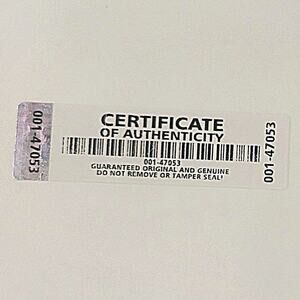 001-47053
CERTIFICATE
OF AUTHENTICITY
001-47053
GUARANTEED ORIGINAL AND GENUINE
DO NOT REMOVE OR TAMPER SEAL!
001-47053